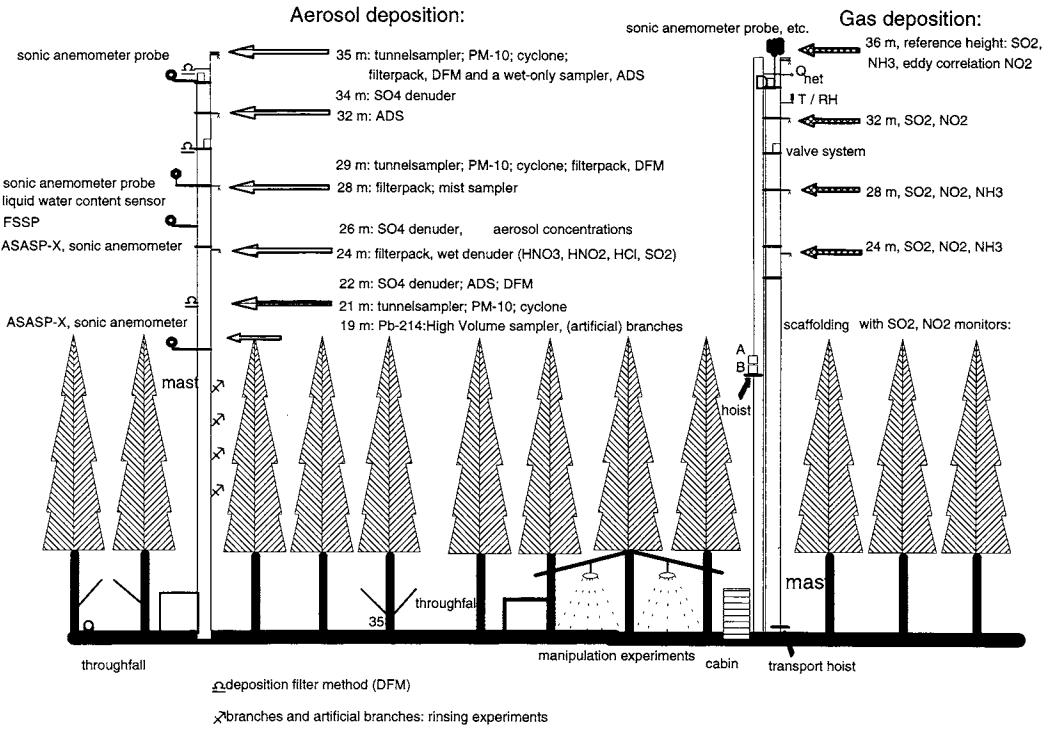 Aerosol deposition:
Gas deposition:
sonic anemometer probe, etc.
sonic anemometer probe
35 m: tunnelsampler; PM-10; cyclone;
filterpack, DFM and a wet-only sampler, ADS
34 m: SO4 denuder
32 m: ADS
29 m: tunnelsampler; PM-10; cyclone; filterpack, DFM
28 m: filterpack; mist sampler
26 m: SO4 denuder, aerosol concentrations
24 m: filterpack, wet denuder (HNO3, HNO2, HCl, SO2)
22 m: SO4 denuder; ADS; DFM
21 m: tunnelsampler; PM-10; cyclone
19 m: Pb-214:High Volume sampler, (artificial) branches
sonic anemometer probe
liquid water content sensor
FSSP
ASASP-X, sonic anemometer
ASASP-X, sonic anemometer
mast
36 m, reference height: SO2,
NH3, eddy correlation NO2
Qnet
D
T / RH
32 m, SO2, NO2
valve system
28 m, SO2, NO2, NH3
24 m, SO2, NO2, NH3
scaffolding with SO2, NO2 monitors:
A
B
hoist
mast
throughfall
35
throughfall
manipulation experiments
cabin
transport hoist
deposition filter method (DFM)
branches and artificial branches: rinsing experiments